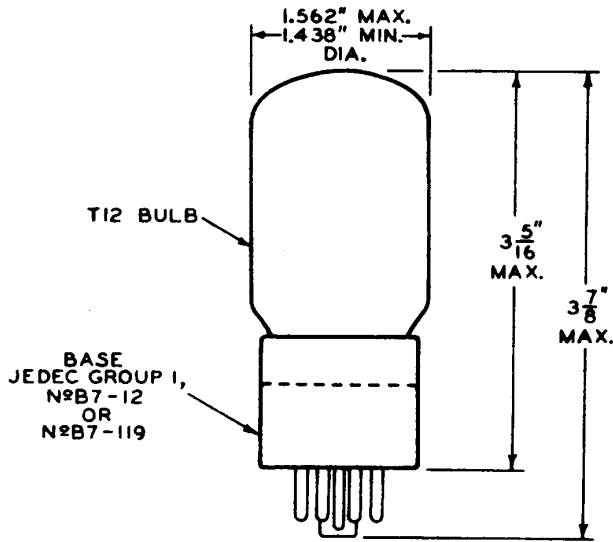 1.562" MAX.
1.438" MIN.
DIA.
T12 BULB
3 5/16"
MAX.
3 7/8"
MAX.
BASE
JEDEC GROUP 1,
NºB7-12
OR
NºB7-119